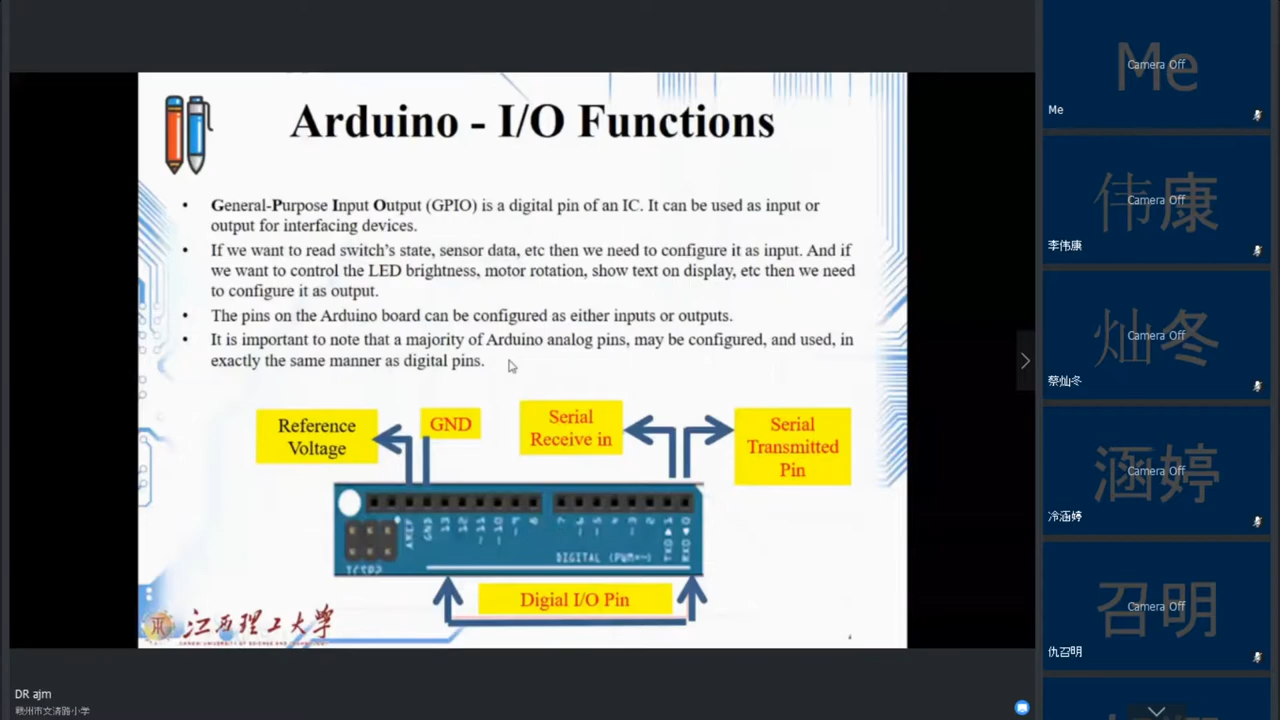 Arduino - I/O Functions
• General-Purpose Input Output (GPIO) is a digital pin of an IC. It can be used as input or
output for interfacing devices.
• If we want to read switch's state, sensor data, etc then we need to configure it as input. And if
we want to control the LED brightness, motor rotation, show text on display, etc then we need
to configure it as output.
• The pins on the Arduino board can be configured as either inputs or outputs.
• It is important to note that a majority of Arduino analog pins, may be configured, and used, in
exactly the same manner as digital pins.
Reference
Voltage
GND
Serial
Receive in
Serial
Transmitted
Pin
AREF
GND
13
12
~11
~10
~9
8
7
~6
~5
4
~3
2
TX0▶1
RX0◀0
DIGITAL (PWM=~)
ICSP2
Digial I/O Pin
江西理工大学
4
DR ajm
赣州市文清路小学
Me
Camera Off
Me
伟康
Camera Off
李伟康
灿冬
Camera Off
蔡灿冬
涵婷
Camera Off
冷涵婷
召明
Camera Off
仇召明